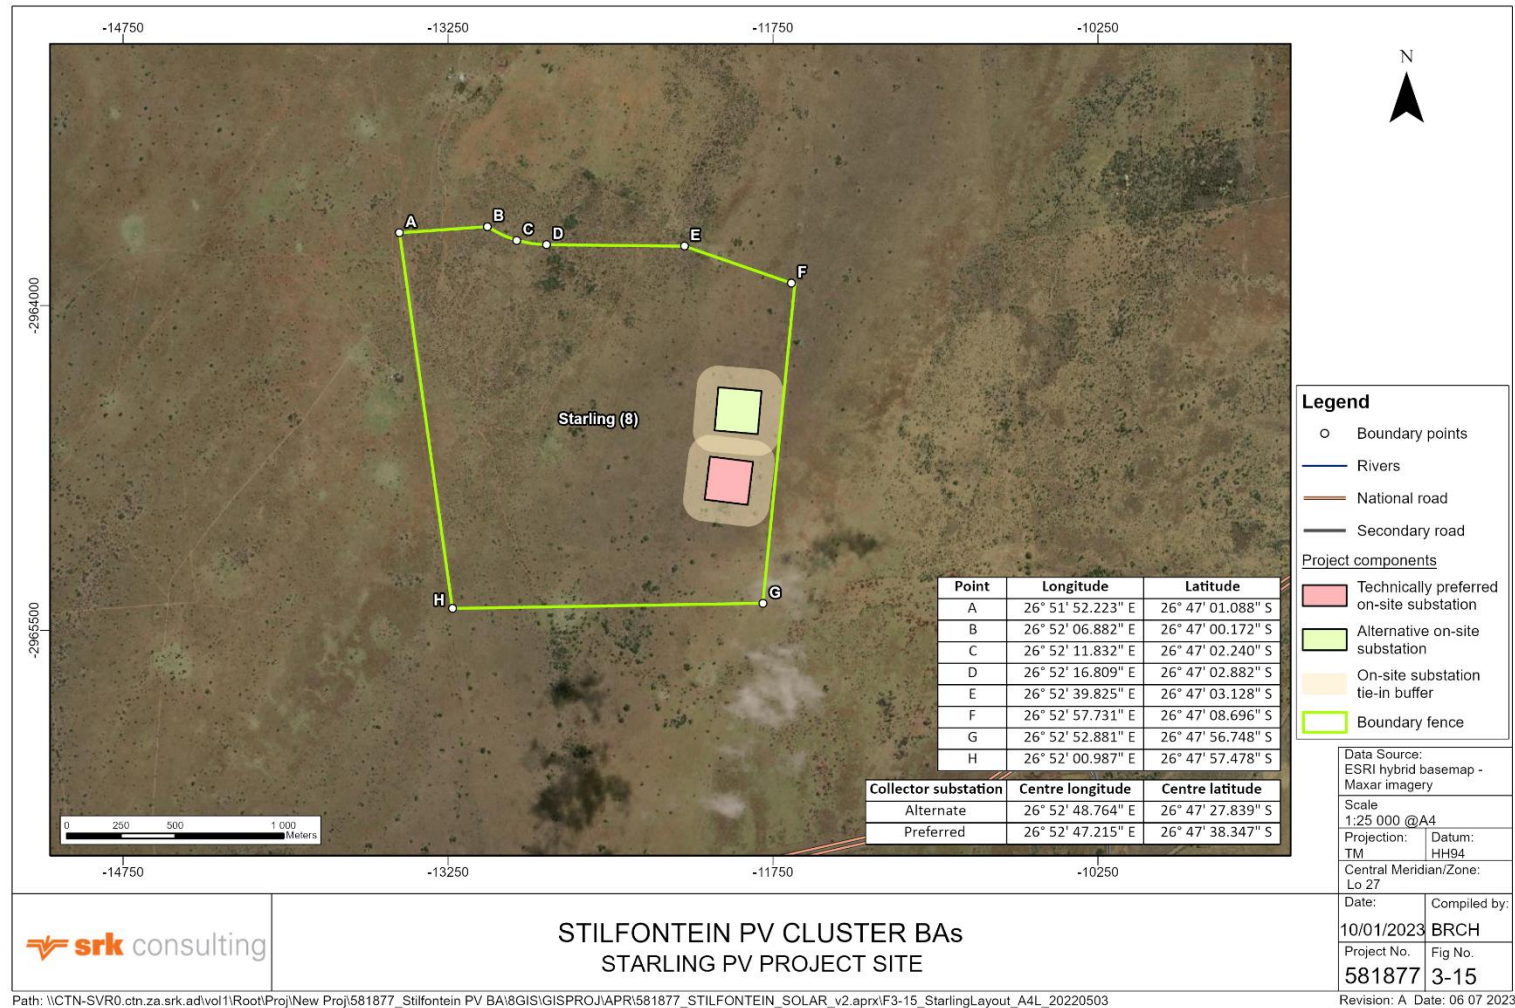 -14750 -13250 -11750 -10250
N
-2964000
-2965500
A
B
C
D
E
F
G
H
Starling (8)
Point Longitude Latitude
A 26° 51' 52.223" E 26° 47' 01.088" S
B 26° 52' 06.882" E 26° 47' 00.172" S
C 26° 52' 11.832" E 26° 47' 02.240" S
D 26° 52' 16.809" E 26° 47' 02.882" S
E 26° 52' 39.825" E 26° 47' 03.128" S
F 26° 52' 57.731" E 26° 47' 08.696" S
G 26° 52' 52.881" E 26° 47' 56.748" S
H 26° 52' 00.987" E 26° 47' 57.478" S
Collector substation Centre longitude Centre latitude
Alternate 26° 52' 48.764" E 26° 47' 27.839" S
Preferred 26° 52' 47.215" E 26° 47' 38.347" S
0 250 500 1 000
Meters
-14750 -13250 -11750 -10250
Legend
Boundary points
Rivers
National road
Secondary road
Project components
Technically preferred
on-site substation
Alternative on-site
substation
On-site substation
tie-in buffer
Boundary fence
Data Source:
ESRI hybrid basemap -
Maxar imagery
Scale
1:25 000 @A4
Projection: Datum:
TM HH94
Central Meridian/Zone:
Lo 27
Date: Compiled by:
10/01/2023 BRCH
Project No. Fig No.
581877 3-15
srk consulting
STILFONTEIN PV CLUSTER BAs
STARLING PV PROJECT SITE
Path: \\CTN-SVR0.ctn.za.srk.ad\vol1\Root\Proj\New Proj\581877_Stilfontein PV BA\8GIS\GISPROJ\APR\581877_STILFONTEIN_SOLAR_v2.aprx\F3-15_StarlingLayout_A4L_20220503
Revision: A Date: 06 07 2023